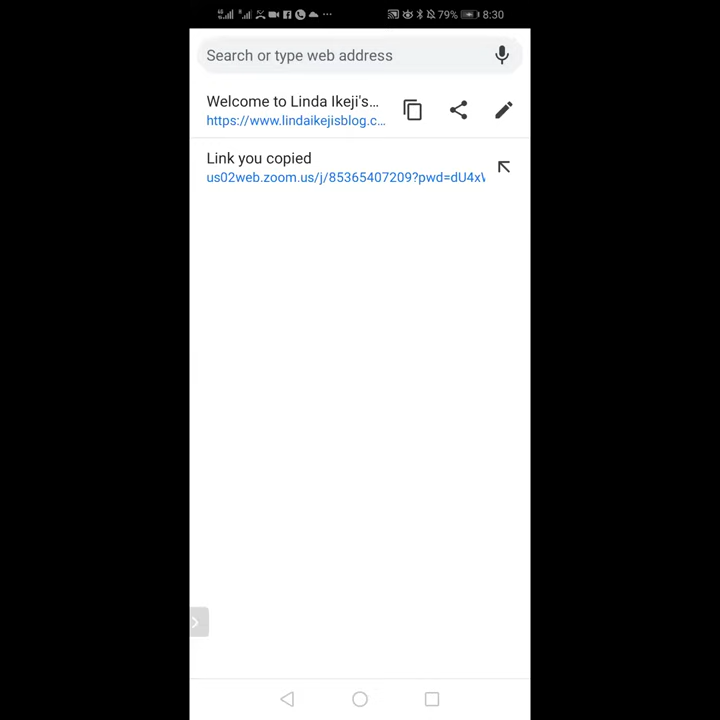 79% 8:30
Search or type web address
Welcome to Linda Ikeji's...
https://www.lindaikejisblog.c...
Link you copied
us02web.zoom.us/j/85365407209?pwd=dU4x